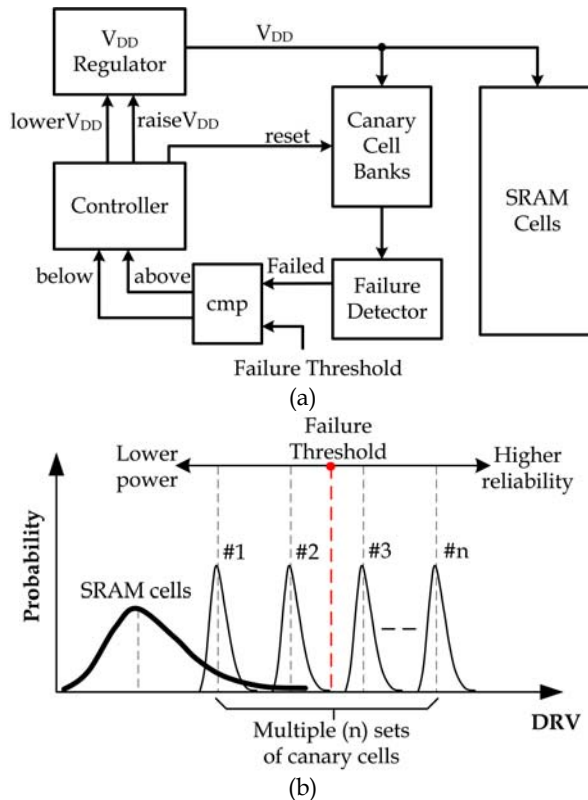 V_DD
Regulator
V_DD
lowerV_DD
raiseV_DD
reset
Canary
Cell
Banks
SRAM
Cells
Controller
below
above
Failed
cmp
Failure
Detector
Failure Threshold
(a)
Failure
Threshold
Lower
power
Higher
reliability
#1
#2
#3
#n
SRAM cells
Probability
DRV
Multiple (n) sets
of canary cells
(b)